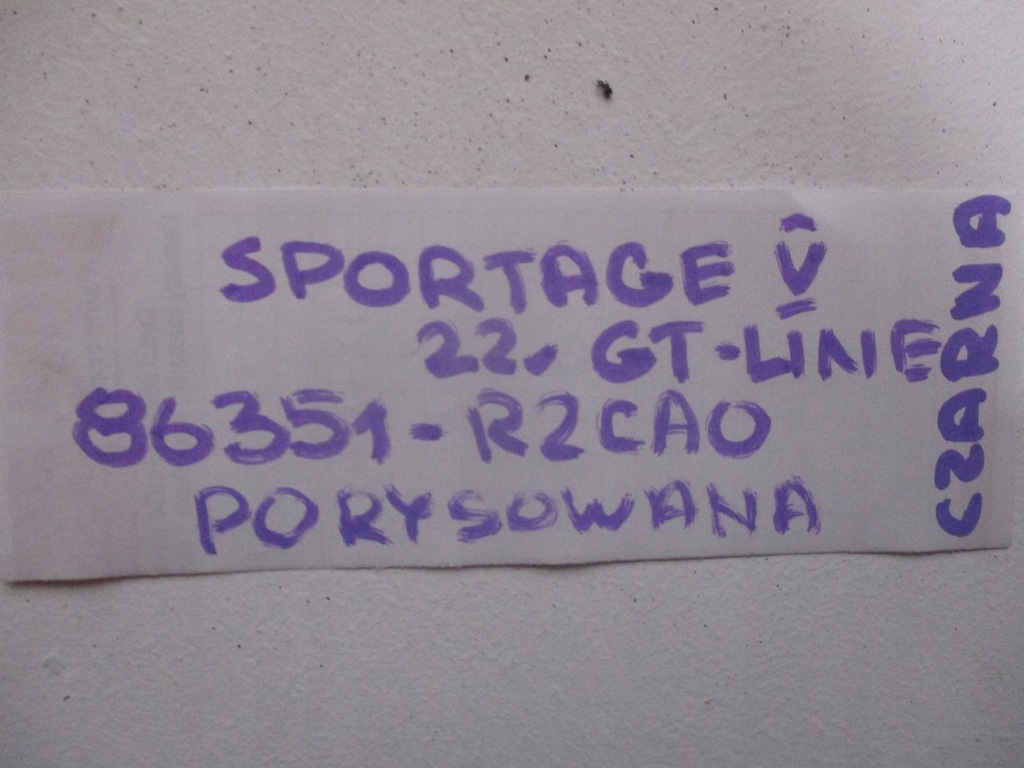 SPORTAGE V
22. GT-LINE
86351-R2CAO
PORYSOWANA
CZARNA